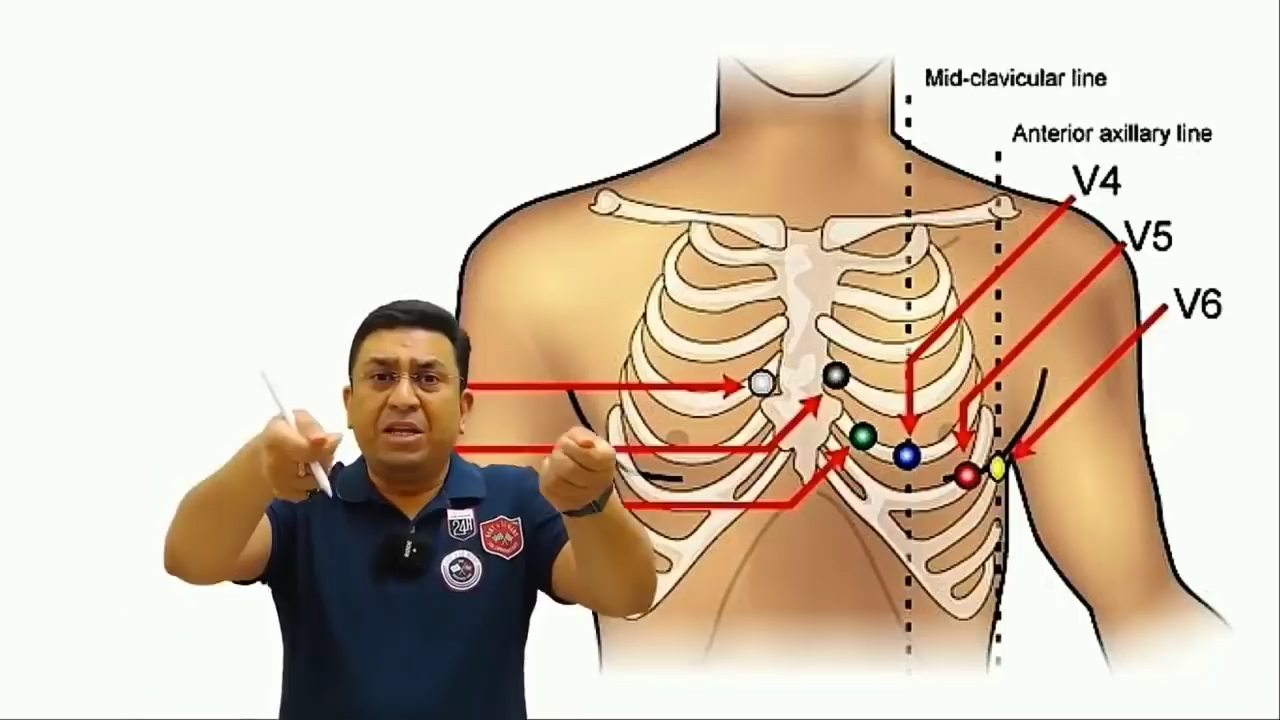 Mid-clavicular line
Anterior axillary line
V4
V5
V6
24H